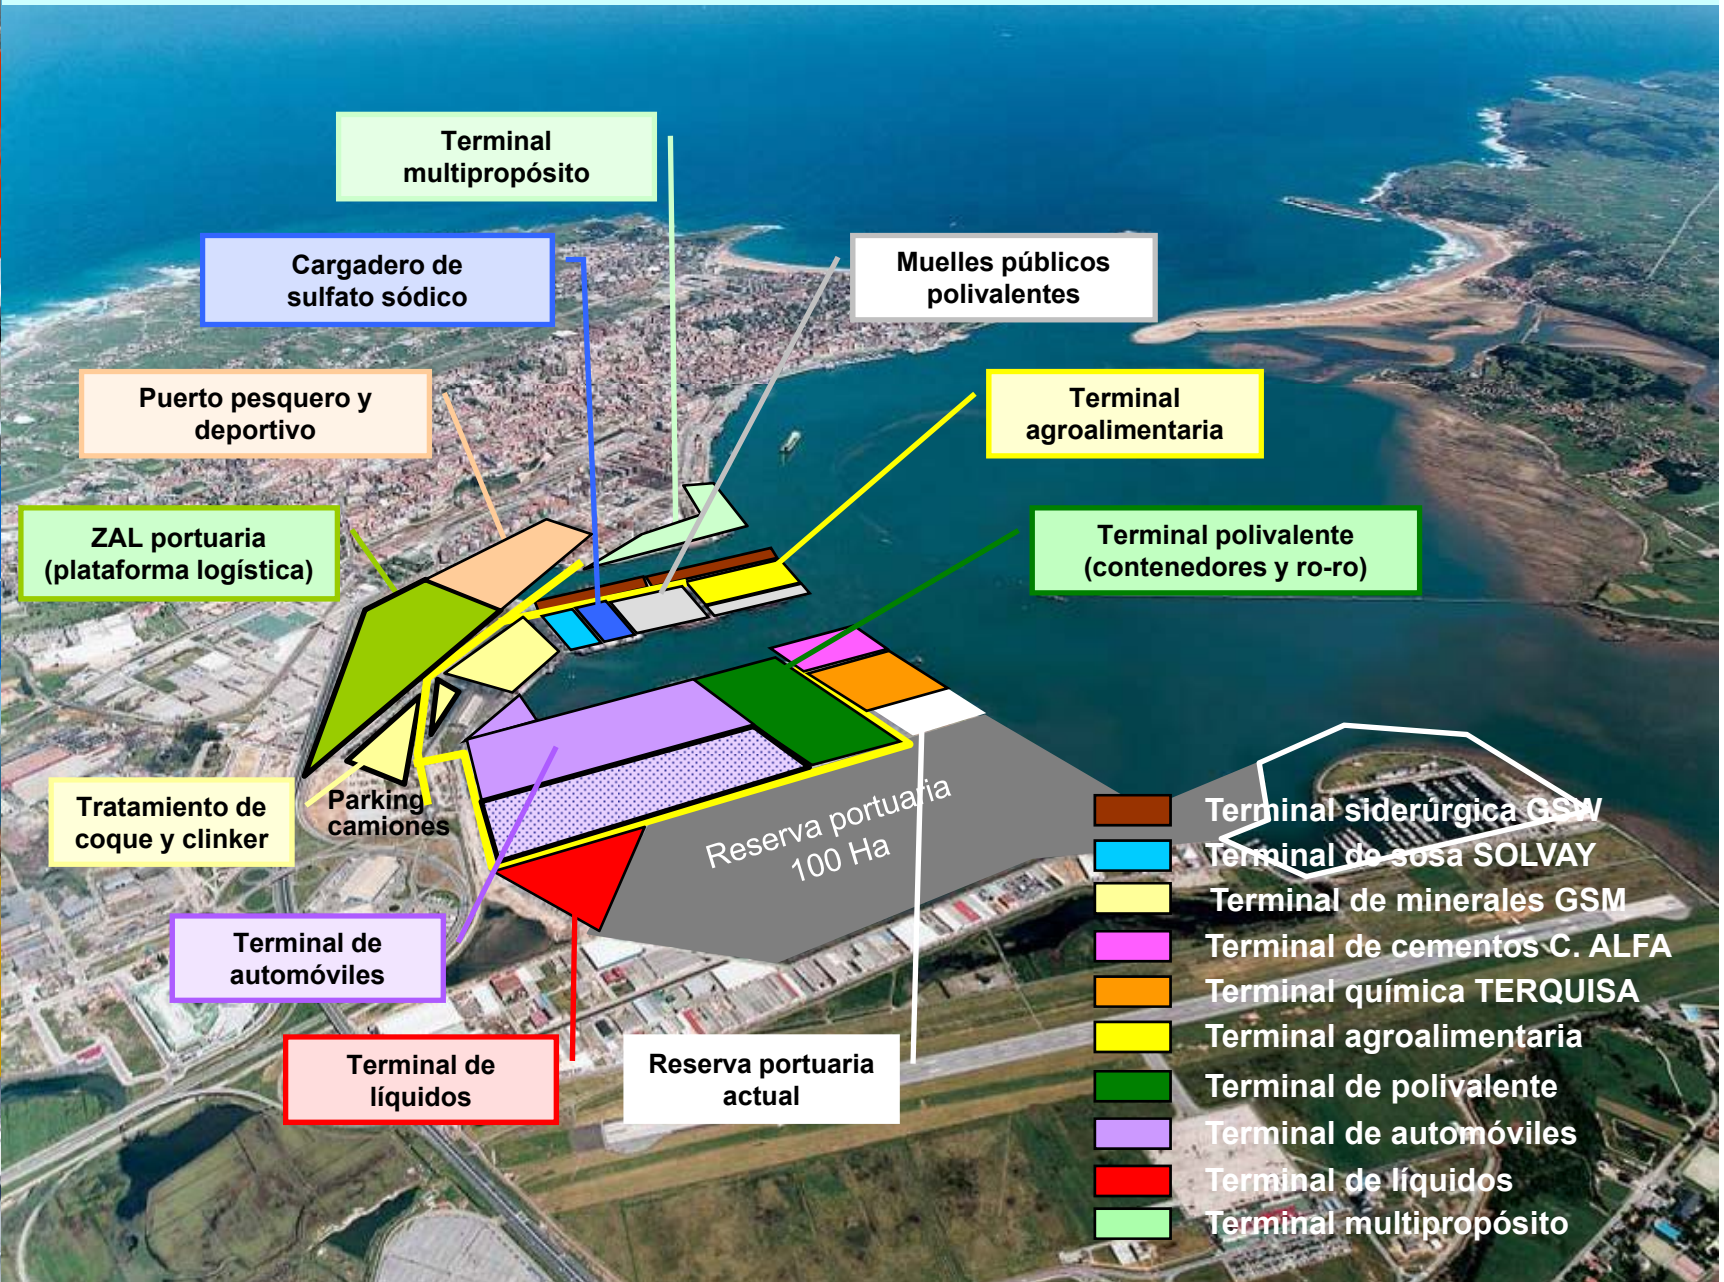 Terminal
multipropósito
Cargadero de
sulfato sódico
Muelles públicos
polivalentes
Puerto pesquero y
deportivo
Terminal
agroalimentaria
ZAL portuaria
(plataforma logística)
Terminal polivalente
(contenedores y ro-ro)
Tratamiento de
coque y clinker
Parking
camiones
Reserva portuaria
100 Ha
Terminal de
automóviles
Terminal de
líquidos
Reserva portuaria
actual
Terminal siderúrgica GSW
Terminal de sosa SOLVAY
Terminal de minerales GSM
Terminal de cementos C. ALFA
Terminal química TERQUISA
Terminal agroalimentaria
Terminal de polivalente
Terminal de automóviles
Terminal de líquidos
Terminal multipropósito